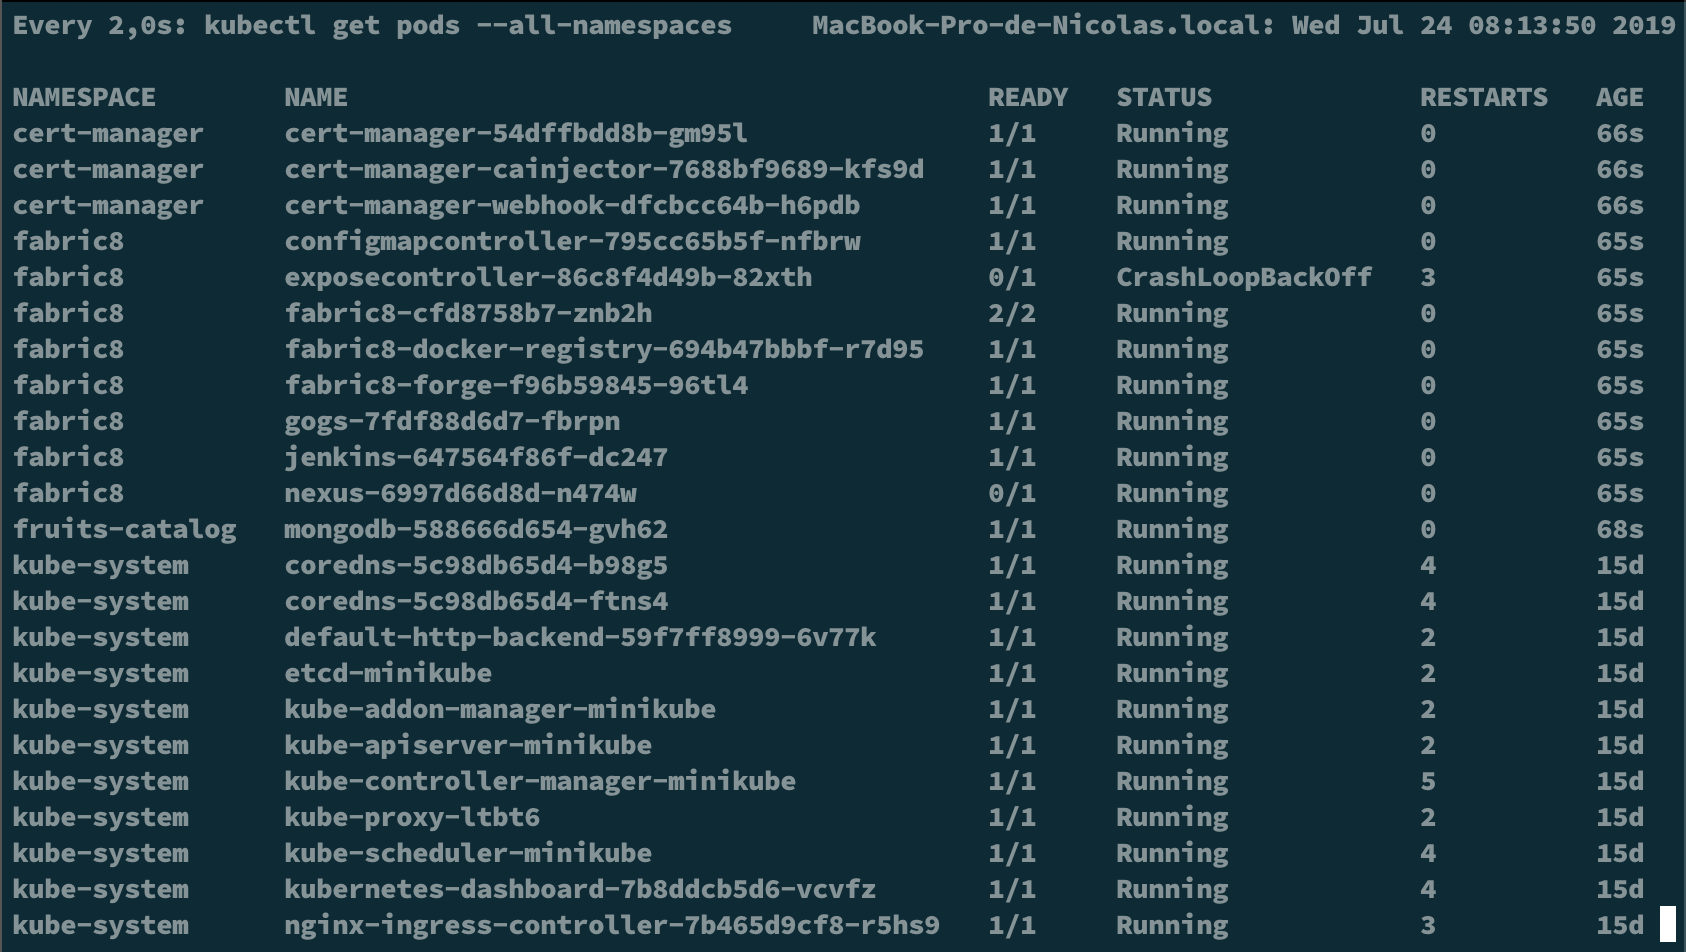 Every 2,0s: kubectl get pods --all-namespaces MacBook-Pro-de-Nicolas.local: Wed Jul 24 08:13:50 2019
NAMESPACE NAME READY STATUS RESTARTS AGE
cert-manager cert-manager-54dffbdd8b-gm95l 1/1 Running 0 66s
cert-manager cert-manager-cainjector-7688bf9689-kfs9d 1/1 Running 0 66s
cert-manager cert-manager-webhook-dfcbcc64b-h6pdb 1/1 Running 0 66s
fabric8 configmapcontroller-795cc65b5f-nfbrw 1/1 Running 0 65s
fabric8 exposecontroller-86c8f4d49b-82xth 0/1 CrashLoopBackOff 3 65s
fabric8 fabric8-cfd8758b7-znb2h 2/2 Running 0 65s
fabric8 fabric8-docker-registry-694b47bbbf-r7d95 1/1 Running 0 65s
fabric8 fabric8-forge-f96b59845-96tl4 1/1 Running 0 65s
fabric8 gogs-7fdf88d6d7-fbrpn 1/1 Running 0 65s
fabric8 jenkins-647564f86f-dc247 1/1 Running 0 65s
fabric8 nexus-6997d66d8d-n474w 0/1 Running 0 65s
fruits-catalog mongodb-588666d654-gvh62 1/1 Running 0 68s
kube-system coredns-5c98db65d4-b98g5 1/1 Running 4 15d
kube-system coredns-5c98db65d4-ftns4 1/1 Running 4 15d
kube-system default-http-backend-59f7ff8999-6v77k 1/1 Running 2 15d
kube-system etcd-minikube 1/1 Running 2 15d
kube-system kube-addon-manager-minikube 1/1 Running 2 15d
kube-system kube-apiserver-minikube 1/1 Running 2 15d
kube-system kube-controller-manager-minikube 1/1 Running 5 15d
kube-system kube-proxy-ltbt6 1/1 Running 2 15d
kube-system kube-scheduler-minikube 1/1 Running 4 15d
kube-system kubernetes-dashboard-7b8ddcb5d6-vcvfz 1/1 Running 4 15d
kube-system nginx-ingress-controller-7b465d9cf8-r5hs9 1/1 Running 3 15d